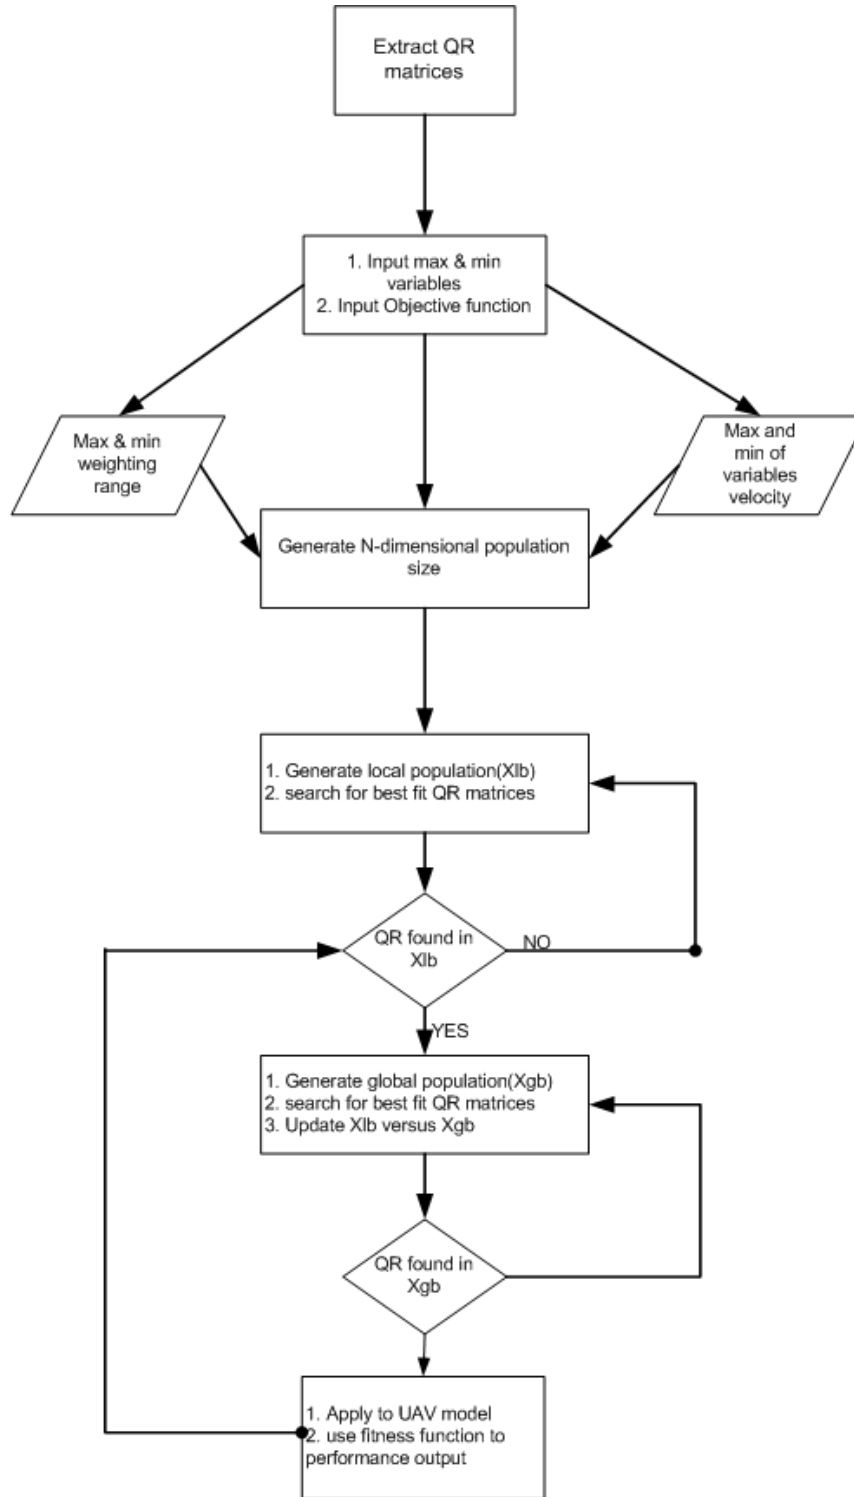 Extract QR
matrices
1. Input max & min
variables
2. Input Objective function
Max & min
weighting
range
Max and
min of
variables
velocity
Generate N-dimensional population
size
1. Generate local population(Xlb)
2. search for best fit QR matrices
QR found in
Xlb
NO
YES
1. Generate global population(Xgb)
2. search for best fit QR matrices
3. Update Xlb versus Xgb
QR found in
Xgb
1. Apply to UAV model
2. use fitness function to
performance output